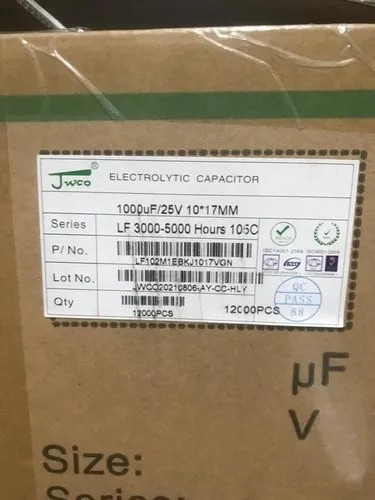 JWCO ®
ELECTROLYTIC CAPACITOR
1000uF/25V 10*17MM
Series LF 3000-5000 Hours 105C
P/ No.
LF102M1EBKJ1017VGN
Lot No.
JWCO20210806-AY-CC-HLY
Qty
12000PCS 12000PCS
QC
PASS
88
µF
V
Size:
Series: